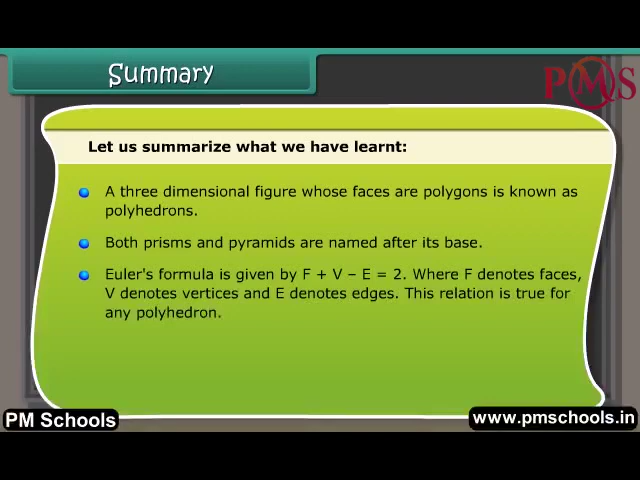 Summary
PMS
Let us summarize what we have learnt:
A three dimensional figure whose faces are polygons is known as
polyhedrons.
Both prisms and pyramids are named after its base.
Euler's formula is given by F + V – E = 2. Where F denotes faces,
V denotes vertices and E denotes edges. This relation is true for
any polyhedron.
PM Schools
www.pmschools.in